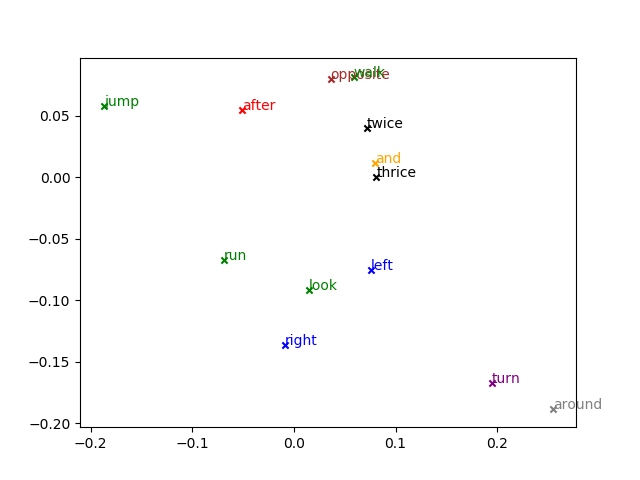 opposite
walk
jump
after
twice
and
thrice
run
left
look
right
turn
around
0.05
0.00
−0.05
−0.10
−0.15
−0.20
−0.2
−0.1
0.0
0.1
0.2